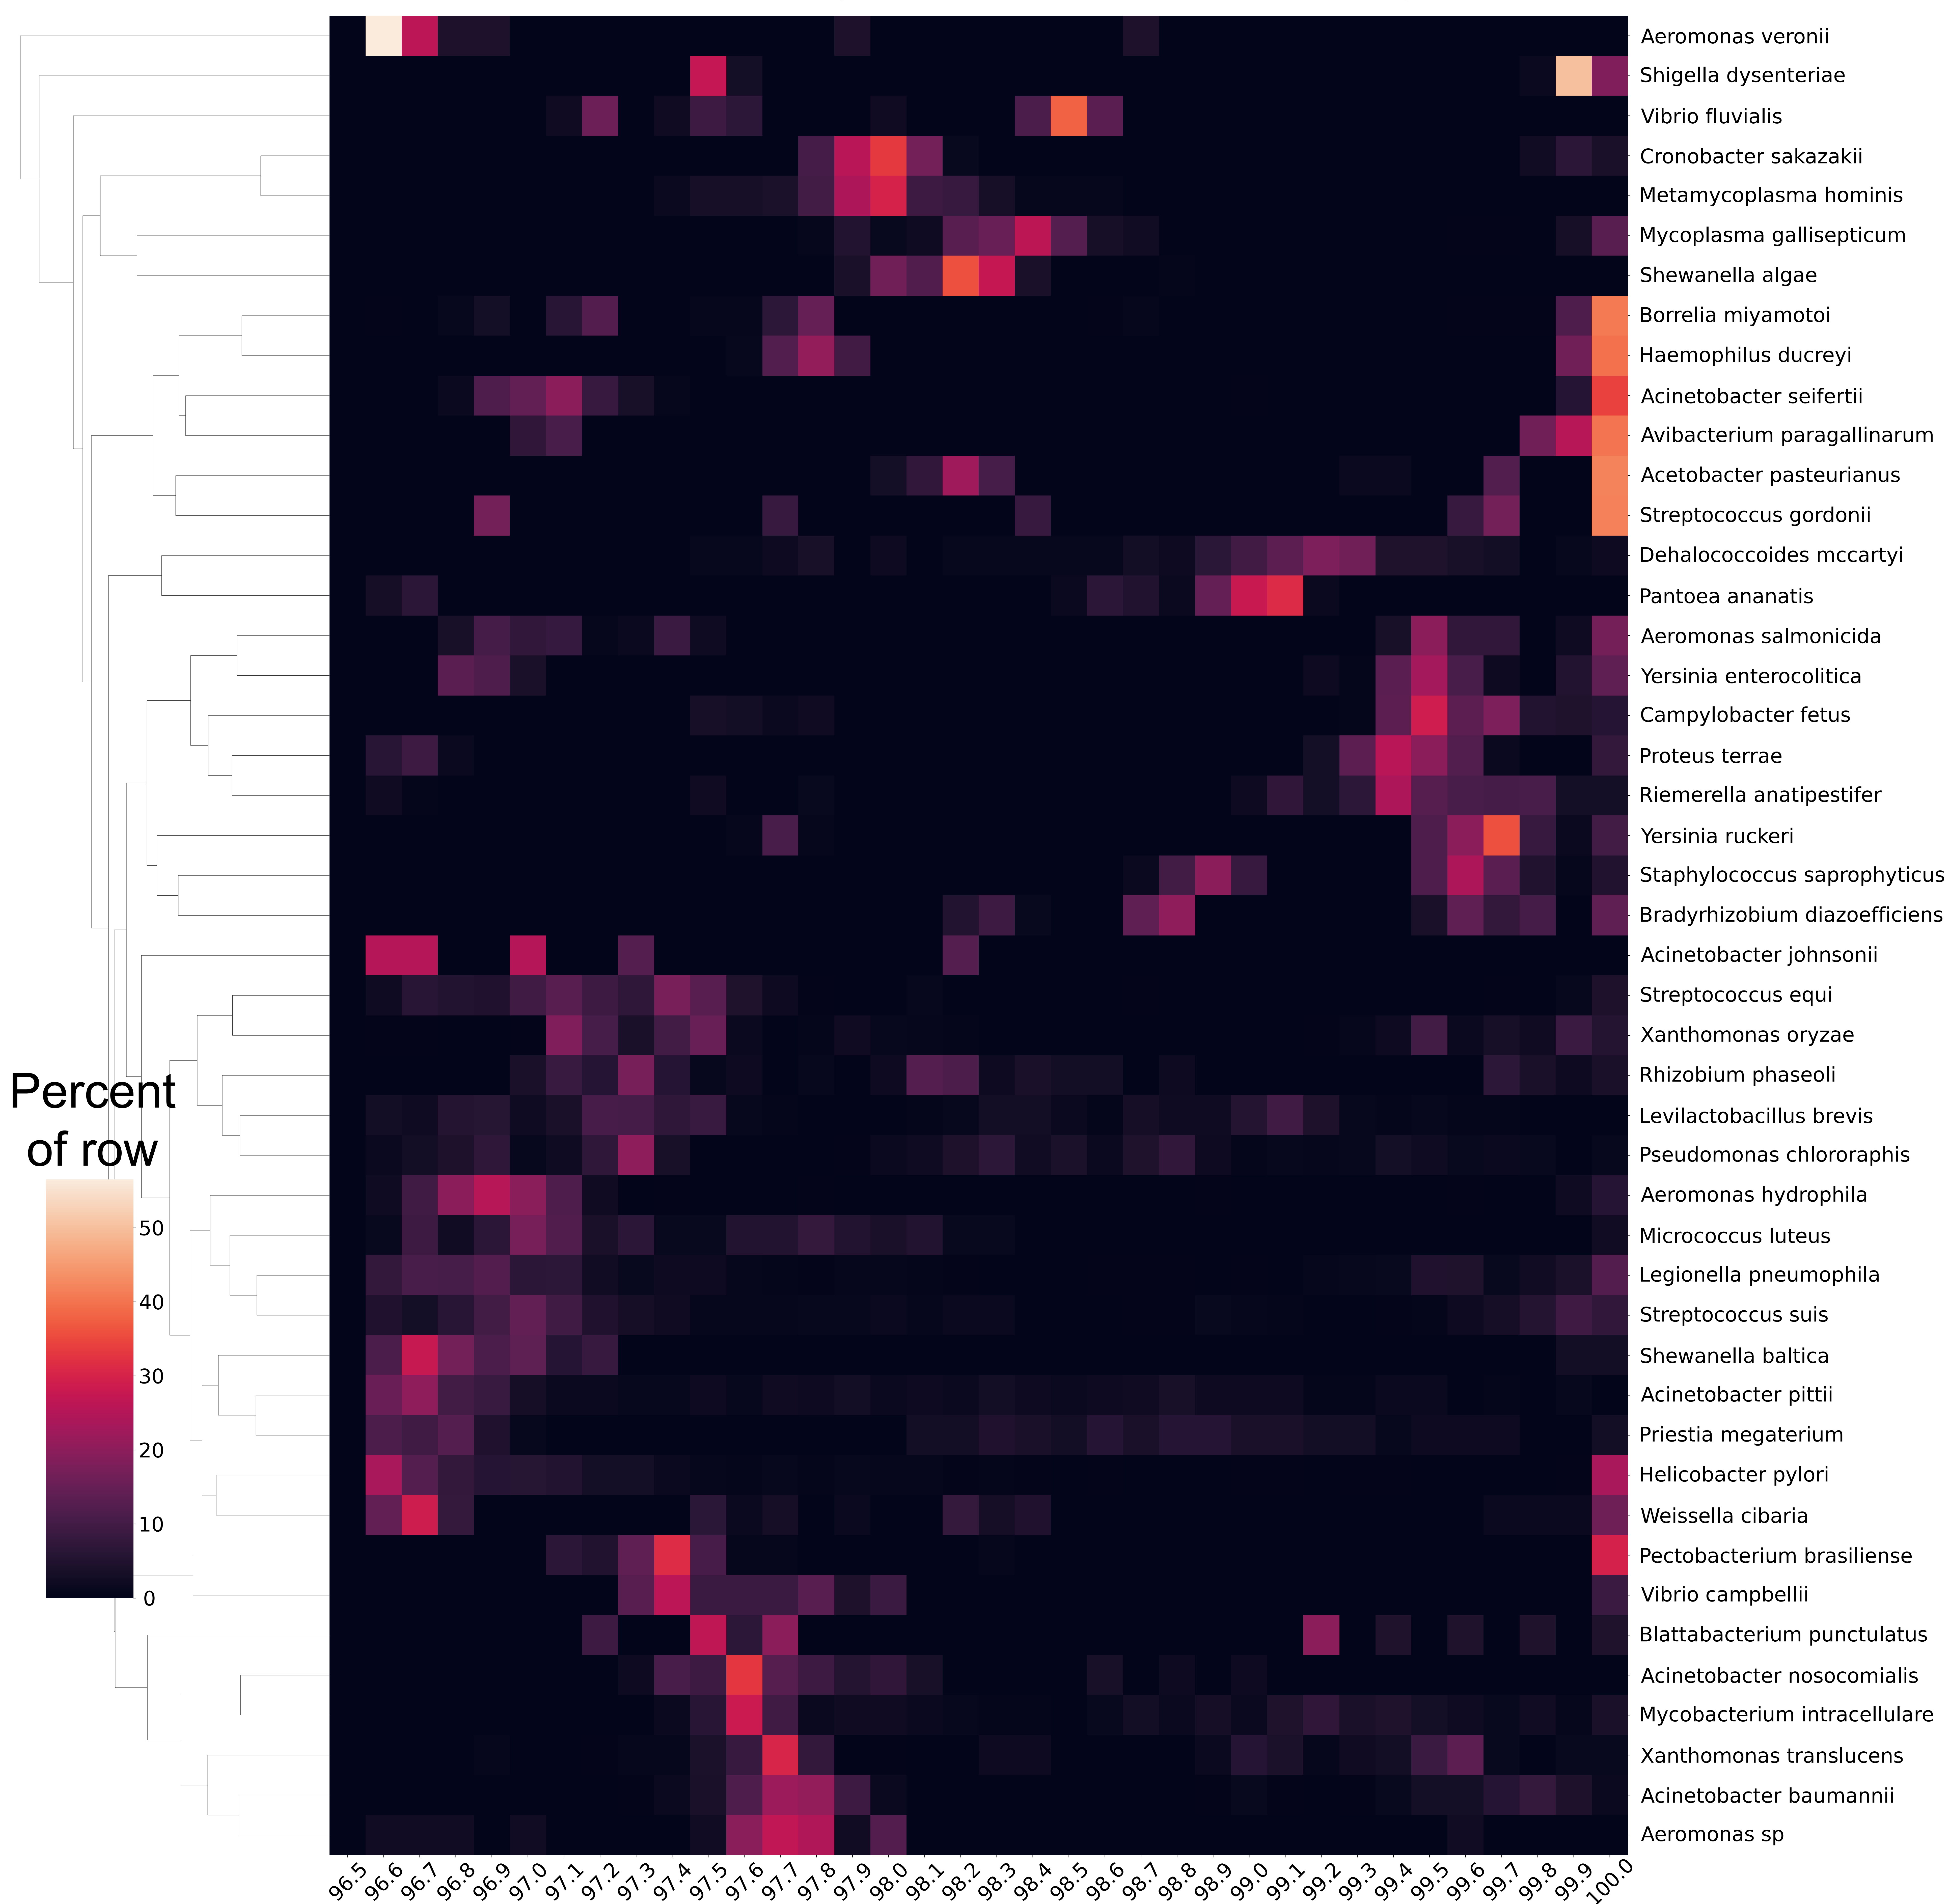 Aeromonas veronii
Shigella dysenteriae
Vibrio fluvialis
Cronobacter sakazakii
Metamycoplasma hominis
Mycoplasma gallisepticum
Shewanella algae
Borrelia miyamotoi
Haemophilus ducreyi
Acinetobacter seifertii
Avibacterium paragallinarum
Acetobacter pasteurianus
Streptococcus gordonii
Dehalococcoides mccartyi
Pantoea ananatis
Aeromonas salmonicida
Yersinia enterocolitica
Campylobacter fetus
Proteus terrae
Riemerella anatipestifer
Yersinia ruckeri
Staphylococcus saprophyticus
Bradyrhizobium diazoefficiens
Acinetobacter johnsonii
Streptococcus equi
Xanthomonas oryzae
Rhizobium phaseoli
Levilactobacillus brevis
Pseudomonas chlororaphis
Aeromonas hydrophila
Micrococcus luteus
Legionella pneumophila
Streptococcus suis
Shewanella baltica
Acinetobacter pittii
Priestia megaterium
Helicobacter pylori
Weissella cibaria
Pectobacterium brasiliense
Vibrio campbellii
Blattabacterium punctulatus
Acinetobacter nosocomialis
Mycobacterium intracellulare
Xanthomonas translucens
Acinetobacter baumannii
Aeromonas sp
Percent
of row
50
40
30
20
10
0
96.5 96.6 96.7 96.8 96.9 97.0 97.1 97.2 97.3 97.4 97.5 97.6 97.7 97.8 97.9 98.0 98.1 98.2 98.3 98.4 98.5 98.6 98.7 98.8 98.9 99.0 99.1 99.2 99.3 99.4 99.5 99.6 99.7 99.8 99.9 100.0